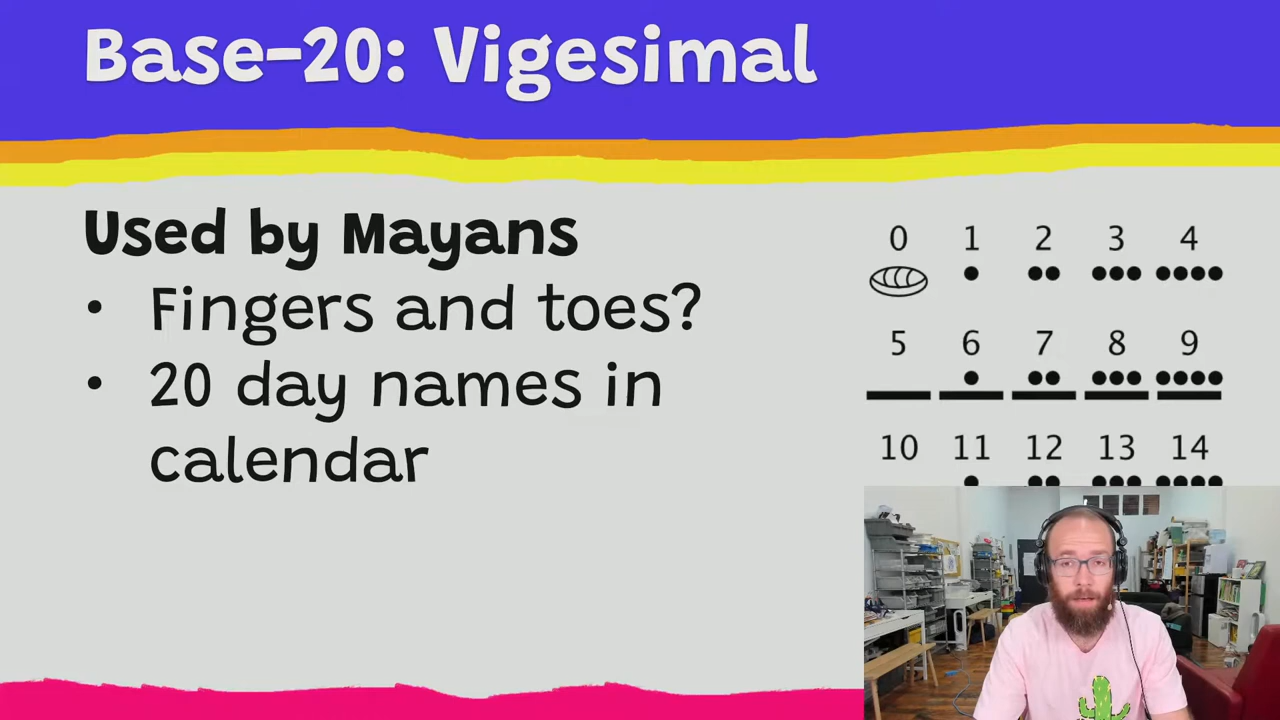 Base-20: Vigesimal
Used by Mayans
• Fingers and toes?
• 20 day names in
calendar
0 1 2 3 4
5 6 7 8 9
10 11 12 13 14